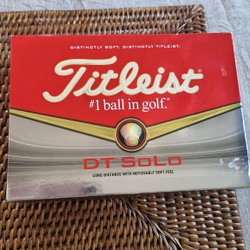 DISTINCTLY SOFT. DISTINCTLY TITLEIST.
Titleist
#1 ball in golf.®
DT SoLo
LONG DISTANCE WITH NOTICEABLY SOFT FEEL